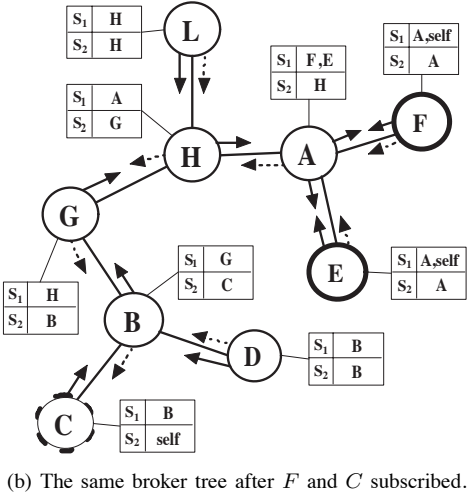 S1 H
S2 H
L
S1 A,self
S2 A
S1 F,E
S2 H
F
S1 A
S2 G
H
A
G
E
S1 A,self
S2 A
S1 G
S2 C
S1 H
S2 B
B
D
S1 B
S2 B
C
S1 B
S2 self
(b) The same broker tree after F and C subscribed.